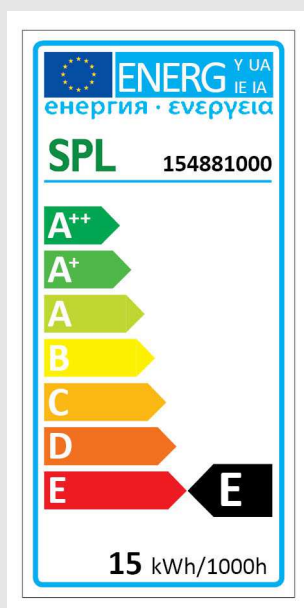 ENERG Y UA
IE IA
енергия · ενεργεια
SPL 154881000
A++
A+
A
B
C
D
E E
15 kWh/1000h